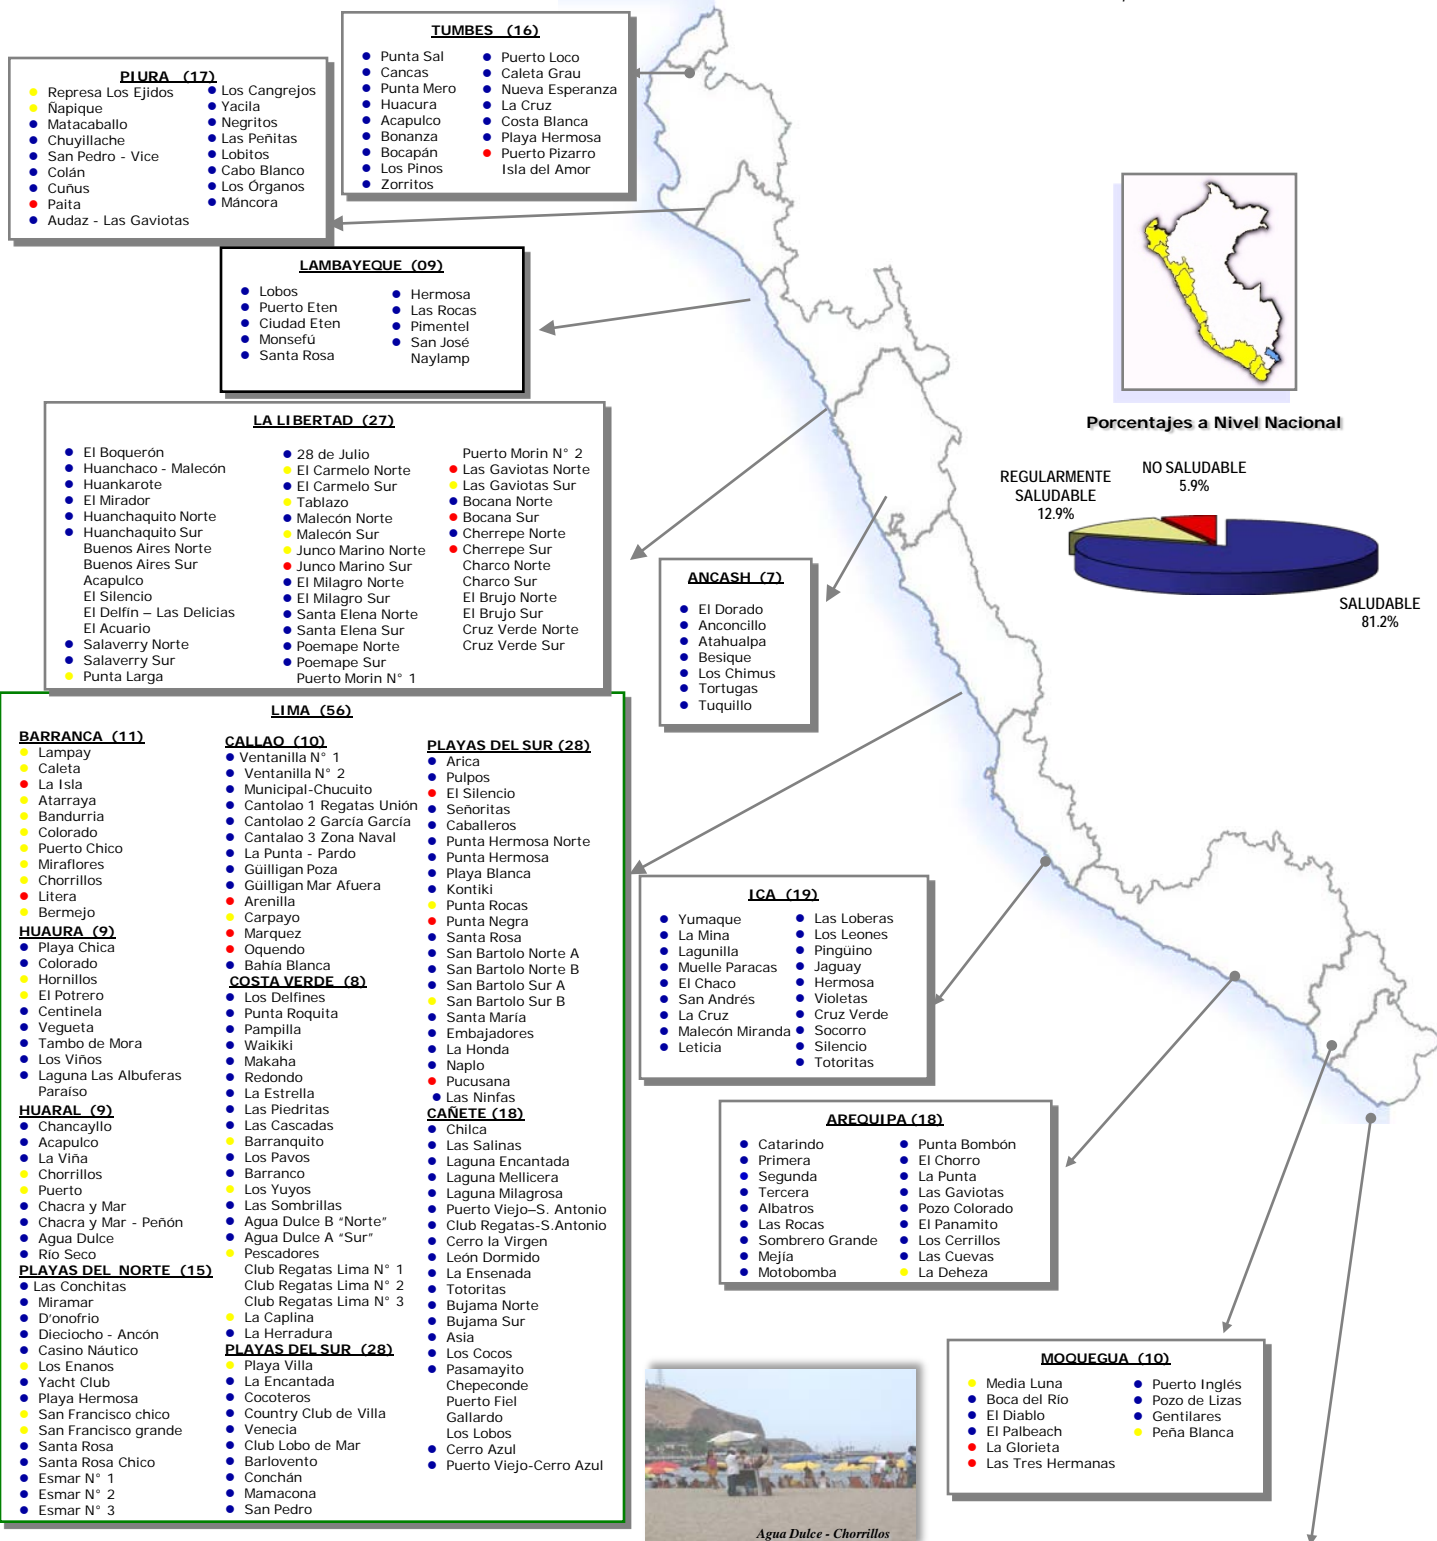 TUMBES (16)
Punta Sal
Cancas
Punta Mero
Huacura
Acapulco
Bonanza
Bocapán
Los Pinos
Zorritos
Puerto Loco
Caleta Grau
Nueva Esperanza
La Cruz
Costa Blanca
Playa Hermosa
Puerto Pizarro
Isla del Amor
PIURA (17)
Represa Los Ejidos
Ñapique
Matacaballo
Chuyillache
San Pedro - Vice
Colán
Cuñus
Paita
Audaz - Las Gaviotas
Los Cangrejos
Yacila
Negritos
Las Peñitas
Lobitos
Cabo Blanco
Los Órganos
Máncora
LAMBAYEQUE (09)
Lobos
Puerto Eten
Ciudad Eten
Monsefú
Santa Rosa
Hermosa
Las Rocas
Pimentel
San José
Naylamp
Porcentajes a Nivel Nacional
REGULARMENTE
SALUDABLE
12.9%
NO SALUDABLE
5.9%
SALUDABLE
81.2%
LA LIBERTAD (27)
El Boquerón
Huanchaco - Malecón
Huankarote
El Mirador
Huanchaquito Norte
Huanchaquito Sur
Buenos Aires Norte
Buenos Aires Sur
Acapulco
El Silencio
El Delfín – Las Delicias
El Acuario
Salaverry Norte
Salaverry Sur
Punta Larga
28 de Julio
El Carmelo Norte
El Carmelo Sur
Tablazo
Malecón Norte
Malecón Sur
Junco Marino Norte
Junco Marino Sur
El Milagro Norte
El Milagro Sur
Santa Elena Norte
Santa Elena Sur
Poemape Norte
Poemape Sur
Puerto Morin N° 1
Puerto Morin N° 2
Las Gaviotas Norte
Las Gaviotas Sur
Bocana Norte
Bocana Sur
Cherrepe Norte
Cherrepe Sur
Charco Norte
Charco Sur
El Brujo Norte
El Brujo Sur
Cruz Verde Norte
Cruz Verde Sur
ANCASH (7)
El Dorado
Anconcillo
Atahualpa
Besique
Los Chimus
Tortugas
Tuquillo
LIMA (56)
BARRANCA (11)
Lampay
Caleta
La Isla
Atarraya
Bandurria
Colorado
Puerto Chico
Miraflores
Chorrillos
Litera
Bermejo
HUAURA (9)
Playa Chica
Colorado
Hornillos
El Potrero
Centinela
Vegueta
Tambo de Mora
Los Viños
Laguna Las Albuferas
Paraíso
HUARAL (9)
Chancayllo
Acapulco
La Viña
Chorrillos
Puerto
Chacra y Mar
Chacra y Mar - Peñón
Agua Dulce
Río Seco
PLAYAS DEL NORTE (15)
Las Conchitas
Miramar
D'onofrio
Dieciocho - Ancón
Casino Náutico
Los Enanos
Yacht Club
Playa Hermosa
San Francisco chico
San Francisco grande
Santa Rosa
Santa Rosa Chico
Esmar N° 1
Esmar N° 2
Esmar N° 3
CALLAO (10)
Ventanilla N° 1
Ventanilla N° 2
Municipal-Chucuito
Cantolao 1 Regatas Unión
Cantolao 2 García García
Cantalao 3 Zona Naval
La Punta - Pardo
Güilligan Poza
Güilligan Mar Afuera
Arenilla
Carpayo
Marquez
Oquendo
Bahía Blanca
COSTA VERDE (8)
Los Delfines
Punta Roquita
Pampilla
Waikiki
Makaha
Redondo
La Estrella
Las Piedritas
Las Cascadas
Barranquito
Los Pavos
Barranco
Los Yuyos
Las Sombrillas
Agua Dulce B "Norte"
Agua Dulce A "Sur"
Pescadores
Club Regatas Lima N° 1
Club Regatas Lima N° 2
Club Regatas Lima N° 3
La Caplina
La Herradura
PLAYAS DEL SUR (28)
Playa Villa
La Encantada
Cocoteros
Country Club de Villa
Venecia
Club Lobo de Mar
Barlovento
Conchán
Mamacona
San Pedro
PLAYAS DEL SUR (28)
Arica
Pulpos
El Silencio
Señoritas
Caballeros
Punta Hermosa Norte
Punta Hermosa
Playa Blanca
Kontiki
Punta Rocas
Punta Negra
Santa Rosa
San Bartolo Norte A
San Bartolo Norte B
San Bartolo Sur A
San Bartolo Sur B
Santa María
Embajadores
La Honda
Naplo
Pucusana
Las Ninfas
CAÑETE (18)
Chilca
Las Salinas
Laguna Encantada
Laguna Mellicera
Laguna Milagrosa
Puerto Viejo–S. Antonio
Club Regatas-S.Antonio
Cerro la Virgen
León Dormido
La Ensenada
Totoritas
Bujama Norte
Bujama Sur
Asia
Los Cocos
Pasamayito
Chepeconde
Puerto Fiel
Gallardo
Los Lobos
Cerro Azul
Puerto Viejo-Cerro Azul
ICA (19)
Yumaque
La Mina
Lagunilla
Muelle Paracas
El Chaco
San Andrés
La Cruz
Malecón Miranda
Leticia
Las Loberas
Los Leones
Pingüino
Jaguay
Hermosa
Violetas
Cruz Verde
Socorro
Silencio
Totoritas
AREQUIPA (18)
Catarindo
Primera
Segunda
Tercera
Albatros
Las Rocas
Sombrero Grande
Mejía
Motobomba
Punta Bombón
El Chorro
La Punta
Las Gaviotas
Pozo Colorado
El Panamito
Los Cerrillos
Las Cuevas
La Deheza
MOQUEGUA (10)
Media Luna
Boca del Río
El Diablo
El Palbeach
La Glorieta
Las Tres Hermanas
Puerto Inglés
Pozo de Lizas
Gentilares
Peña Blanca
Agua Dulce - Chorrillos